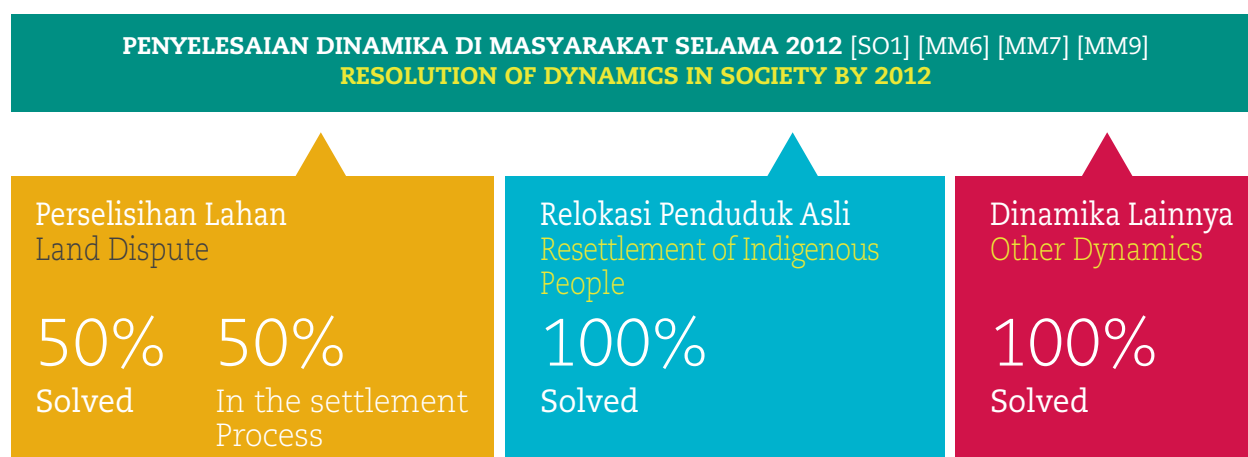 PENYELESAIAN DINAMIKA DI MASYARAKAT SELAMA 2012 [SO1] [MM6] [MM7] [MM9]
RESOLUTION OF DYNAMICS IN SOCIETY BY 2012
Perselisihan Lahan
Land Dispute
50%
Solved
50%
In the settlement
Process
Relokasi Penduduk Asli
Resettlement of Indigenous
People
100%
Solved
Dinamika Lainnya
Other Dynamics
100%
Solved